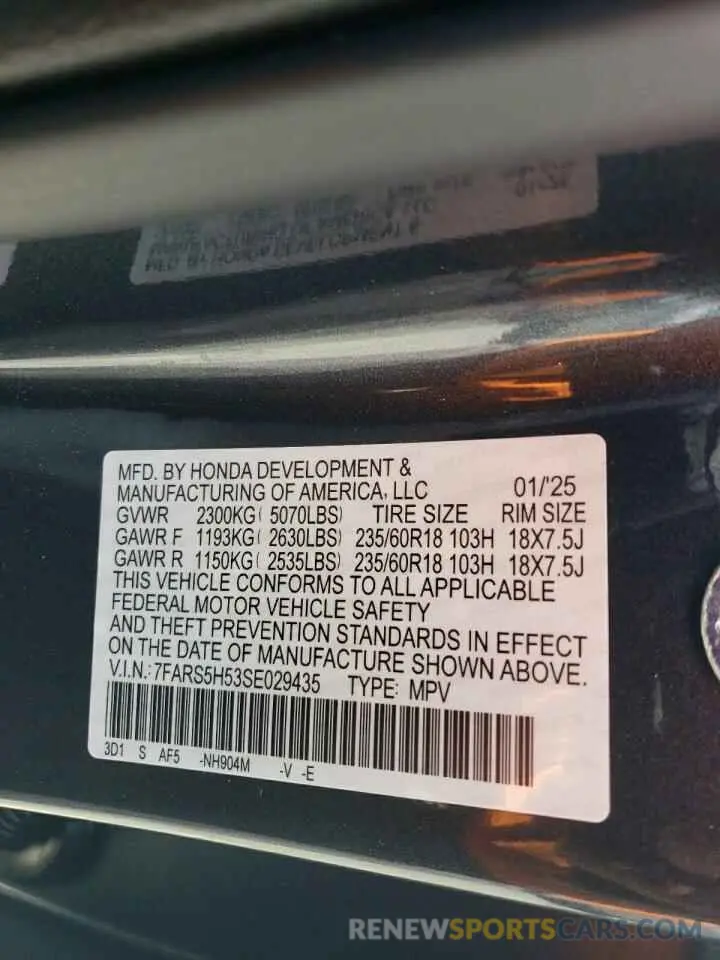 MFD. BY HONDA DEVELOPMENT &
MANUFACTURING OF AMERICA, LLC 01/'25
GVWR 2300KG( 5070LBS) TIRE SIZE RIM SIZE
GAWR F 1193KG( 2630LBS) 235/60R18 103H 18X7.5J
GAWR R 1150KG( 2535LBS) 235/60R18 103H 18X7.5J
THIS VEHICLE CONFORMS TO ALL APPLICABLE
FEDERAL MOTOR VEHICLE SAFETY
AND THEFT PREVENTION STANDARDS IN EFFECT
ON THE DATE OF MANUFACTURE SHOWN ABOVE.
V.I.N.: 7FARS5H53SE029435 TYPE: MPV
3D1 S AF5 -NH904M -V -E
RENEWSPORTSCARS.COM